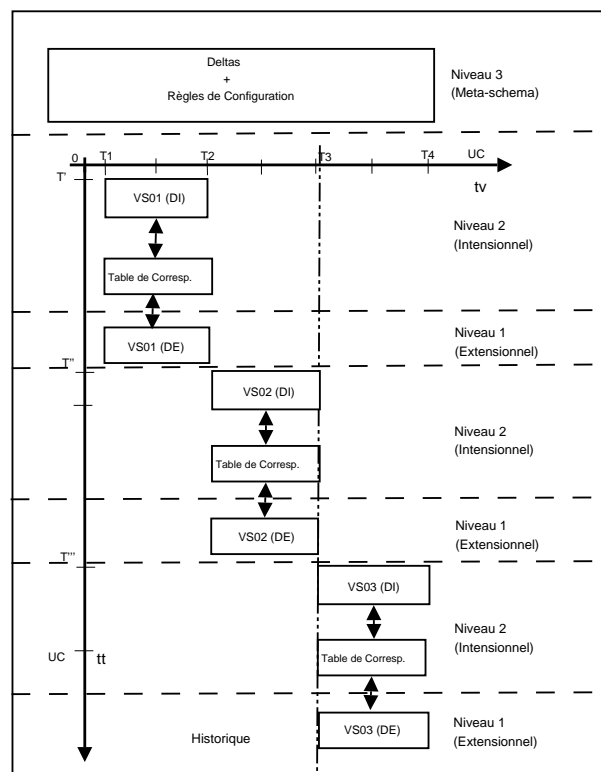 Deltas
+
Règles de Configuration
Niveau 3
(Meta-schema)
0
T1
T2
T3
T4
UC
tv
T'
VS01 (DI)
Niveau 2
(Intensionnel)
Table de Corresp.
VS01 (DE)
Niveau 1
(Extensionnel)
T''
VS02 (DI)
Niveau 2
(Intensionnel)
Table de Corresp.
VS02 (DE)
Niveau 1
(Extensionnel)
T'''
VS03 (DI)
Niveau 2
(Intensionnel)
UC
tt
Table de Corresp.
VS03 (DE)
Niveau 1
(Extensionnel)
Historique